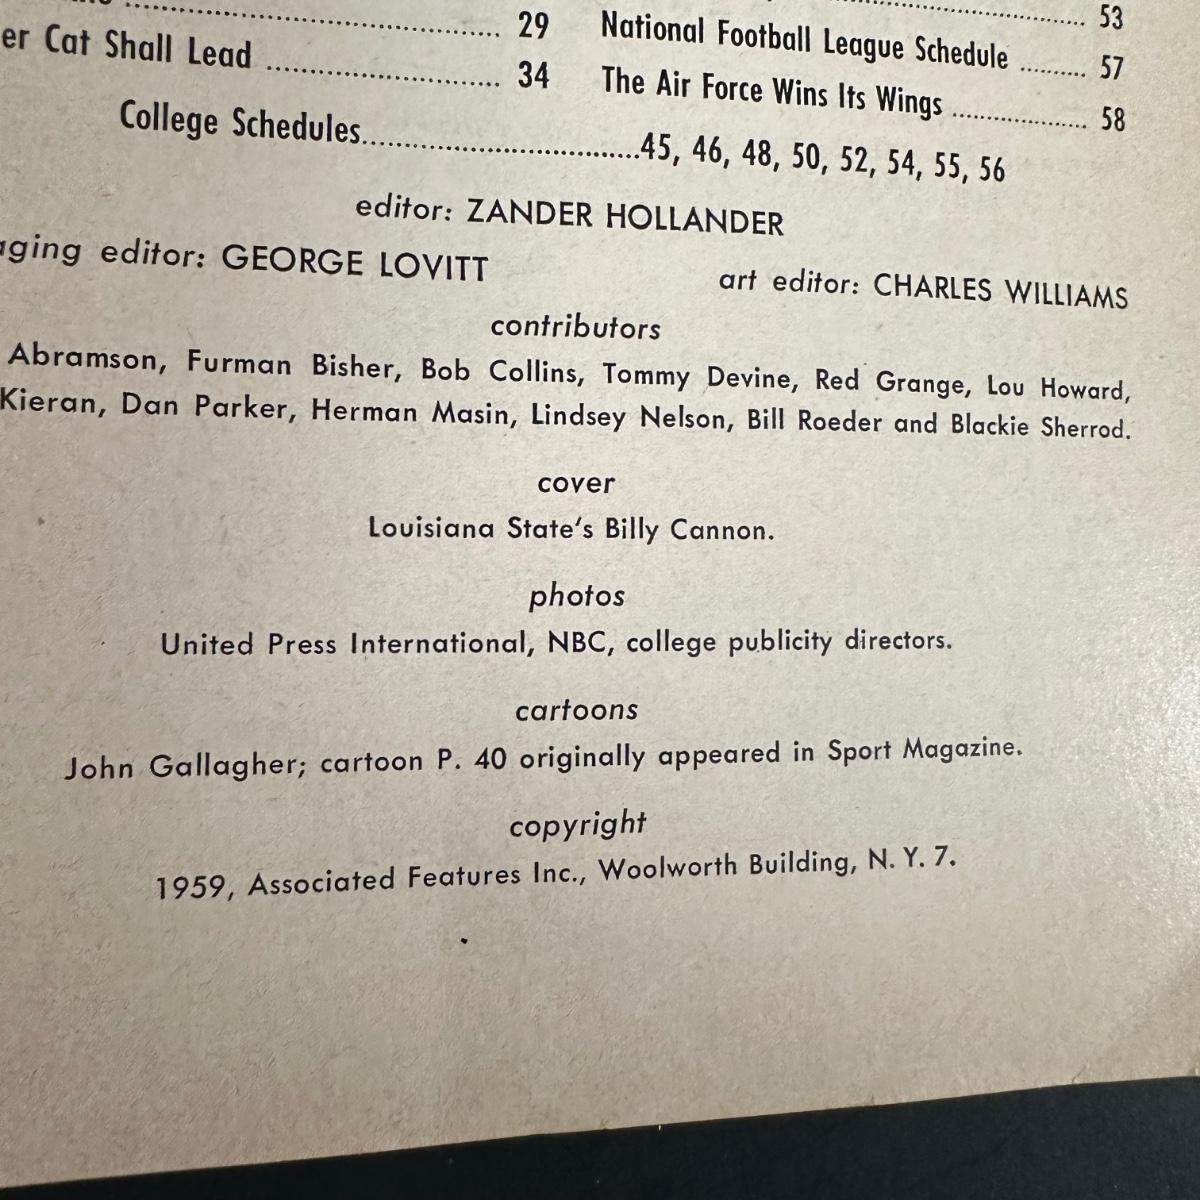 29
53
er Cat Shall Lead ........................ 34
National Football League Schedule .......... 57
The Air Force Wins Its Wings .................. 58
College Schedules.................................45, 46, 48, 50, 52, 54, 55, 56
editor: ZANDER HOLLANDER
ging editor: GEORGE LOVITT
art editor: CHARLES WILLIAMS
contributors
Abramson, Furman Bisher, Bob Collins, Tommy Devine, Red Grange, Lou Howard,
Kieran, Dan Parker, Herman Masin, Lindsey Nelson, Bill Roeder and Blackie Sherrod.
cover
Louisiana State's Billy Cannon.
photos
United Press International, NBC, college publicity directors.
cartoons
John Gallagher; cartoon P. 40 originally appeared in Sport Magazine.
copyright
1959, Associated Features Inc., Woolworth Building, N. Y. 7.